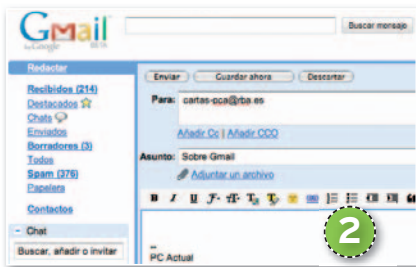 Gmail
by Google BETA
Buscar mensaje
Redactar
Recibidos (214)
Destacados
Chats
Enviados
Borradores (3)
Todos
Spam (376)
Papelera
Contactos
Chat
Buscar, añadir o invitar
Enviar Guardar ahora Descartar
Para: cartas-pca@rba.es
Añadir Cc | Añadir CCO
Asunto: Sobre Gmail
Adjuntar un archivo
B I U
--
PC Actual
2